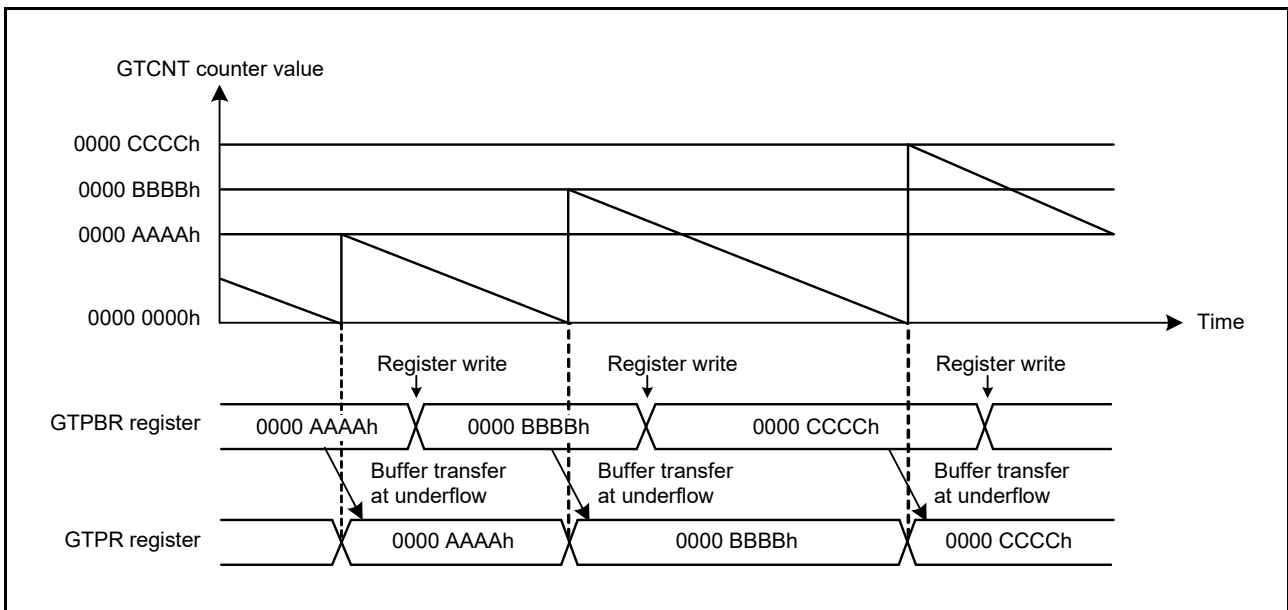 GTCNT counter value
0000 CCCCh
0000 BBBBh
0000 AAAAh
0000 0000h
Time
Register write
Register write
Register write
GTPBR register
0000 AAAAh
0000 BBBBh
0000 CCCCh
Buffer transfer
at underflow
Buffer transfer
at underflow
Buffer transfer
at underflow
GTPR register
0000 AAAAh
0000 BBBBh
0000 CCCCh